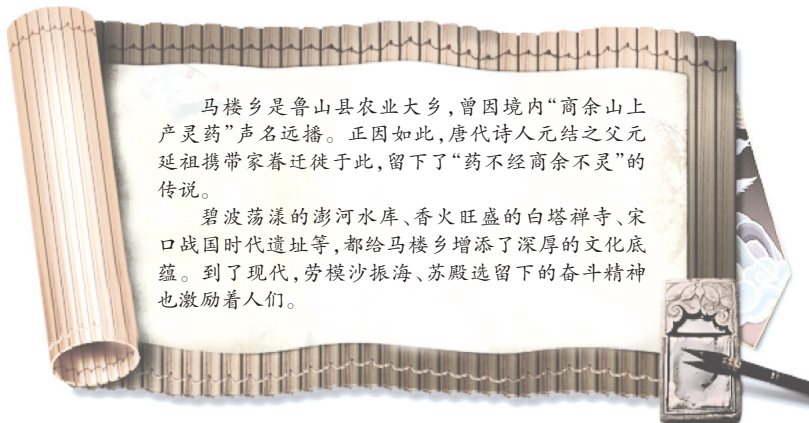 马楼乡是鲁山县农业大乡,曾因境内“商余山上
产灵药”声名远播。正因如此,唐代诗人元结之父元
延祖携带家眷迁徙于此,留下了“药不经商余不灵”的
传说。
碧波荡漾的澎河水库、香火旺盛的白塔禅寺、宋
口战国时代遗址等,都给马楼乡增添了深厚的文化底
蕴。到了现代,劳模沙振海、苏殿选留下的奋斗精神
也激励着人们。